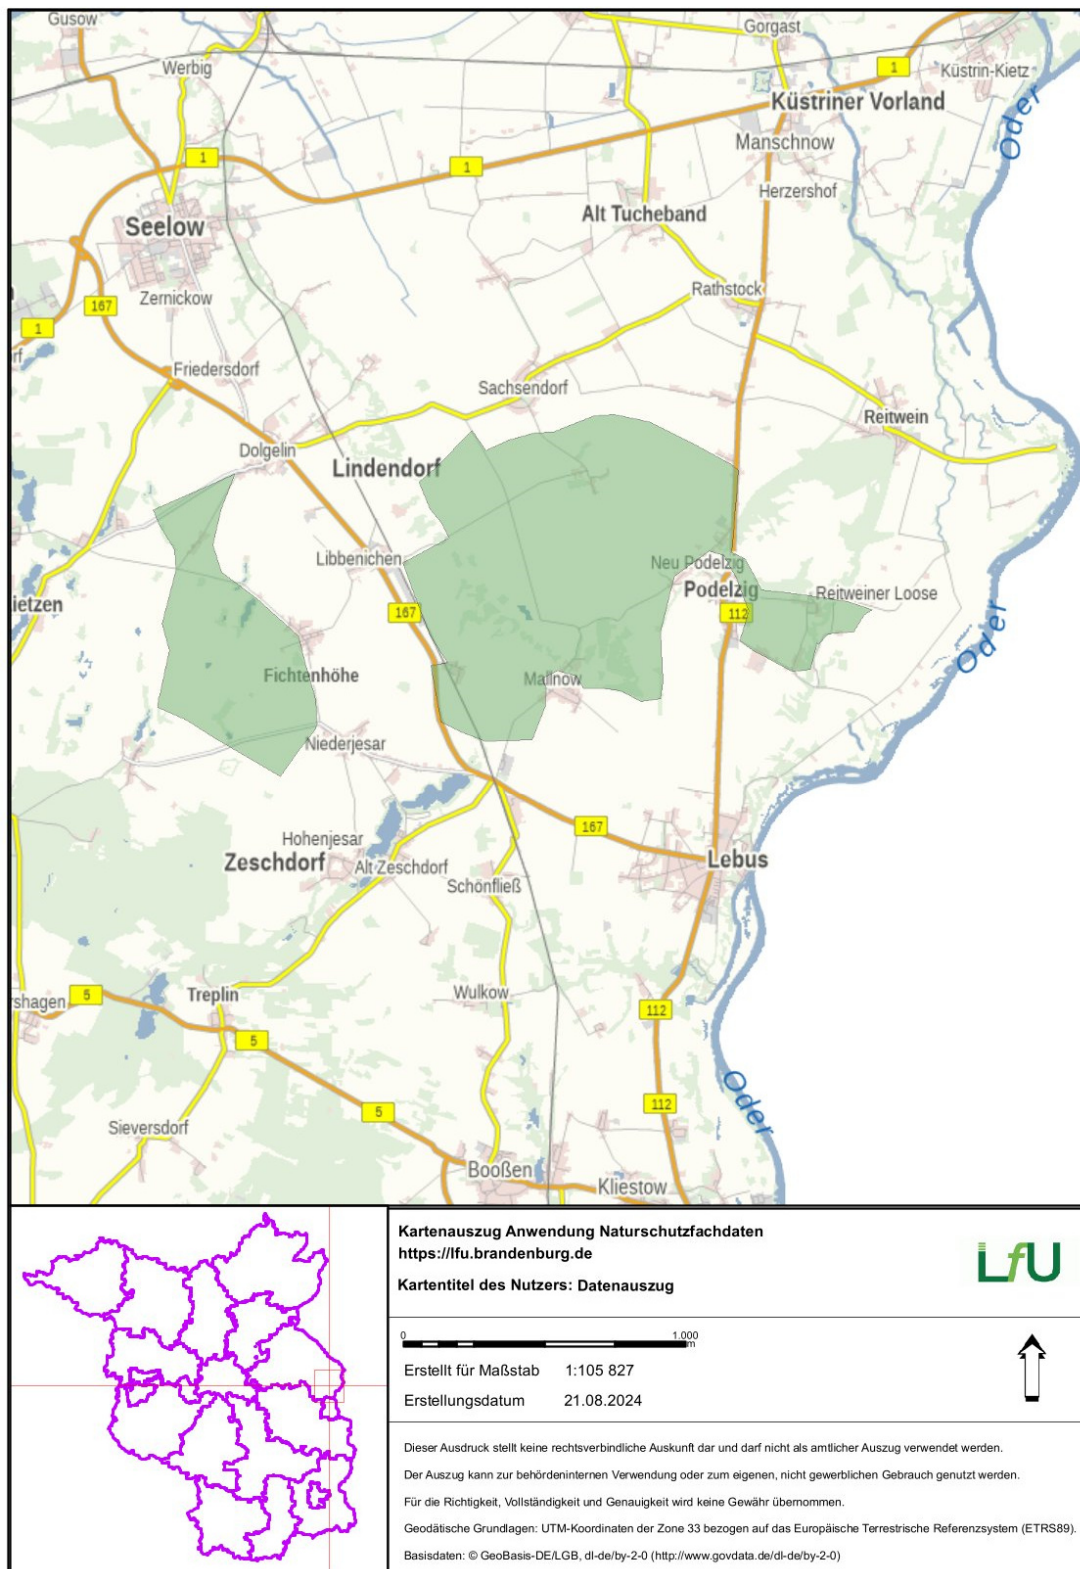 Gusow
Gorgast
Werbig
1
Küstrin-Kietz
Küstriner Vorland
Oder
Manschnow
1
1
Herzershof
Seelow
Alt Tucheband
Zernickow
Rathstock
167
1
rf
Friedersdorf
Sachsendorf
Reitwein
Dolgelin
Lindendorf
Libbenichen
Neu Podelzig
Podelzig
Reitweiner Loose
ietzen
167
112
Oder
Fichtenhöhe
Mallnow
Niederjesar
167
Hohenjesar
Zeschdorf
Alt Zeschdorf
Lebus
Schönfließ
shagen
5
Treplin
Wulkow
112
5
Oder
5
112
Sieversdorf
Booßen
Kliestow
Kartenauszug Anwendung Naturschutzfachdaten
https://lfu.brandenburg.de
Kartentitel des Nutzers: Datenauszug
LfU
0 1.000
m
Erstellt für Maßstab 1:105 827
Erstellungsdatum 21.08.2024
Dieser Ausdruck stellt keine rechtsverbindliche Auskunft dar und darf nicht als amtlicher Auszug verwendet werden.
Der Auszug kann zur behördeninternen Verwendung oder zum eigenen, nicht gewerblichen Gebrauch genutzt werden.
Für die Richtigkeit, Vollständigkeit und Genauigkeit wird keine Gewähr übernommen.
Geodätische Grundlagen: UTM-Koordinaten der Zone 33 bezogen auf das Europäische Terrestrische Referenzsystem (ETRS89).
Basisdaten: © GeoBasis-DE/LGB, dl-de/by-2-0 (http://www.govdata.de/dl-de/by-2-0)